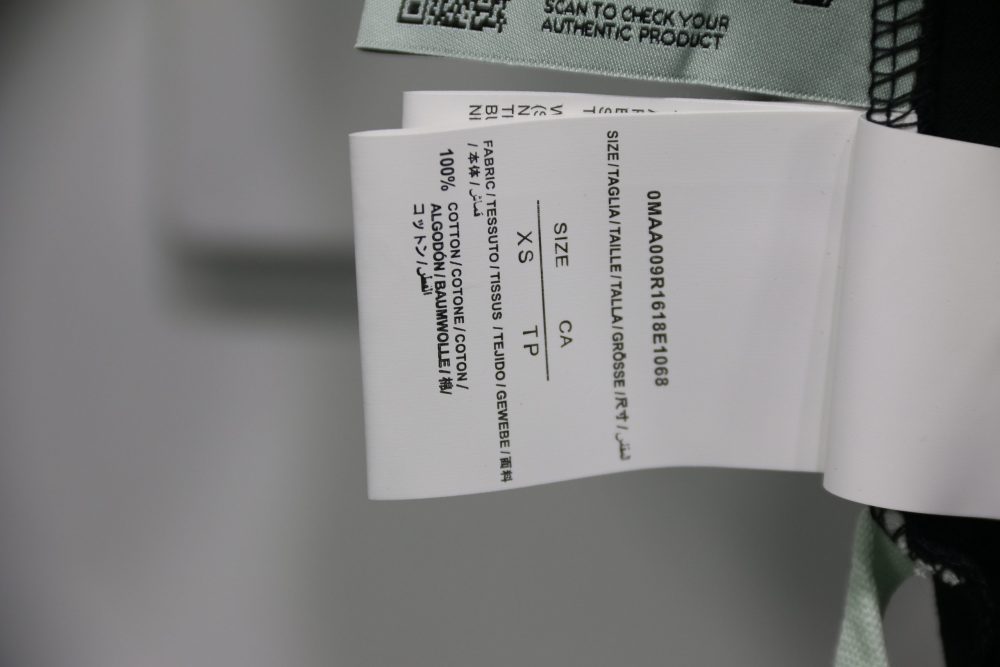 SCAN TO CHECK YOUR
AUTHENTIC PRODUCT
0MAA009R1618E1068
SIZE / TAGLIA / TAILLE / TALLA / GRÖSSE / 尺寸 /
SIZE CA
XS TP
FABRIC / TESSUTO / TISSUS / TEJIDO / GEWEBE / 面料
/ 本体 / قماش
100% COTTON / COTONE / COTON /
ALGODÓN / BAUMWOLLE / 棉/
コットン / القطن